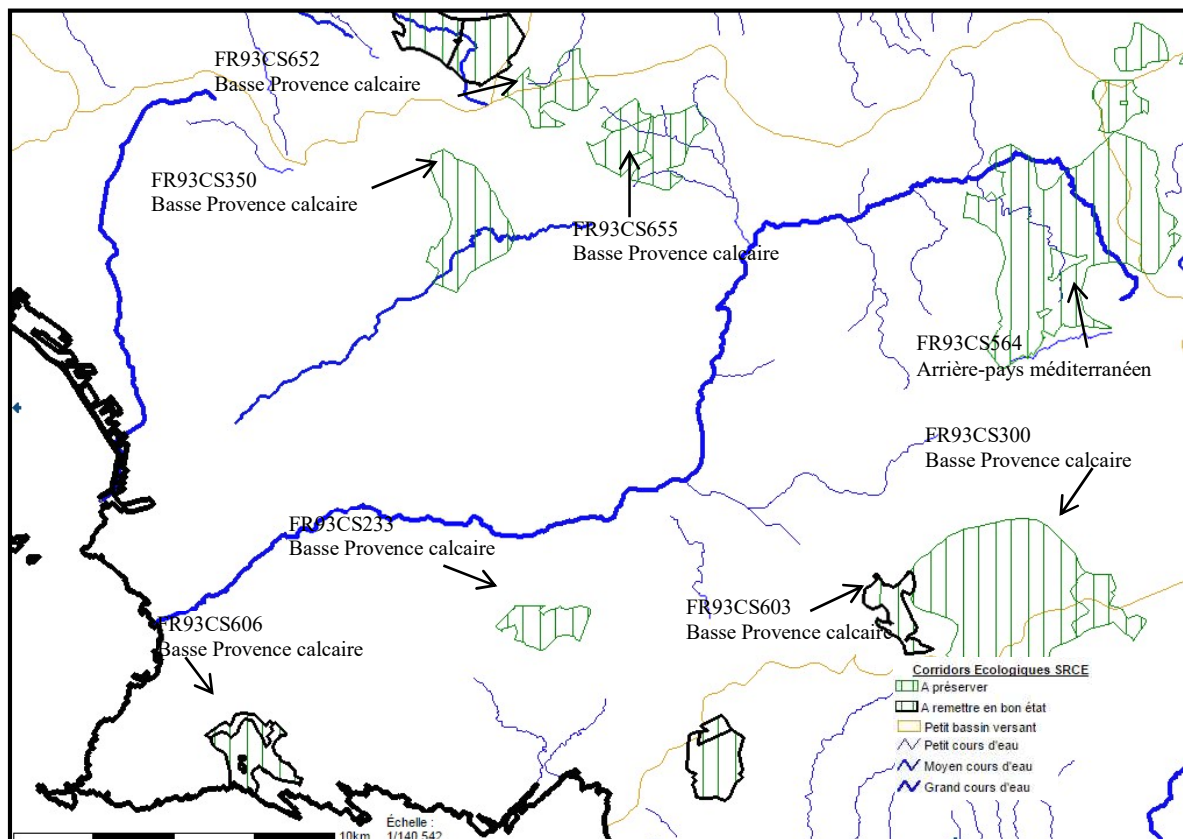 FR93CS652
Basse Provence calcaire
FR93CS350
Basse Provence calcaire
FR93CS655
Basse Provence calcaire
FR93CS564
Arrière-pays méditerranéen
FR93CS300
Basse Provence calcaire
FR93CS233
Basse Provence calcaire
FR93CS603
Basse Provence calcaire
FR93CS606
Basse Provence calcaire
Corridors Ecologiques SRCE
A préserver
A remettre en bon état
Petit bassin versant
Petit cours d'eau
Moyen cours d'eau
Grand cours d'eau
10km
Échelle :
1/140 542